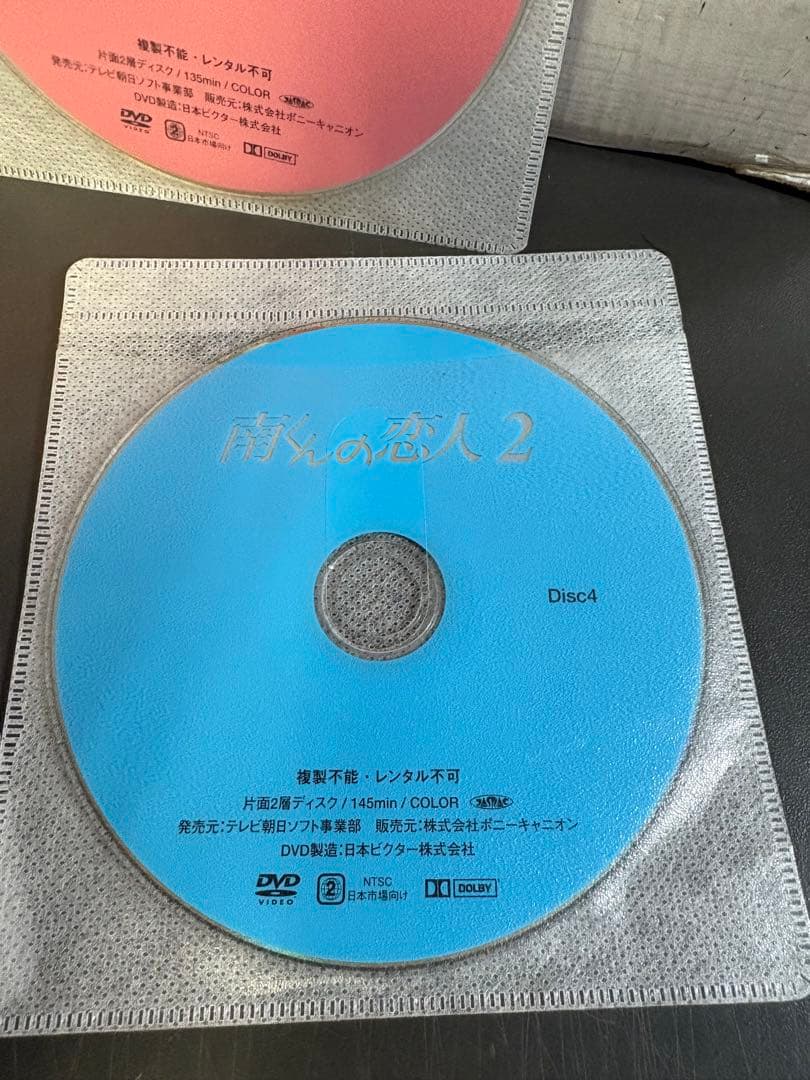 複製不能・レンタル不可
片面2層ディスク/135min/COLOR JASRAC
発売元:テレビ朝日ソフト事業部 販売元:株式会社ポニーキャニオン
DVD製造:日本ビクター株式会社
DVD VIDEO 2 NTSC 日本市場向け DOLBY
南くんの恋人 2
Disc4
複製不能・レンタル不可
片面2層ディスク/145min/COLOR JASRAC
発売元:テレビ朝日ソフト事業部 販売元:株式会社ポニーキャニオン
DVD製造:日本ビクター株式会社
DVD VIDEO 2 NTSC 日本市場向け DOLBY